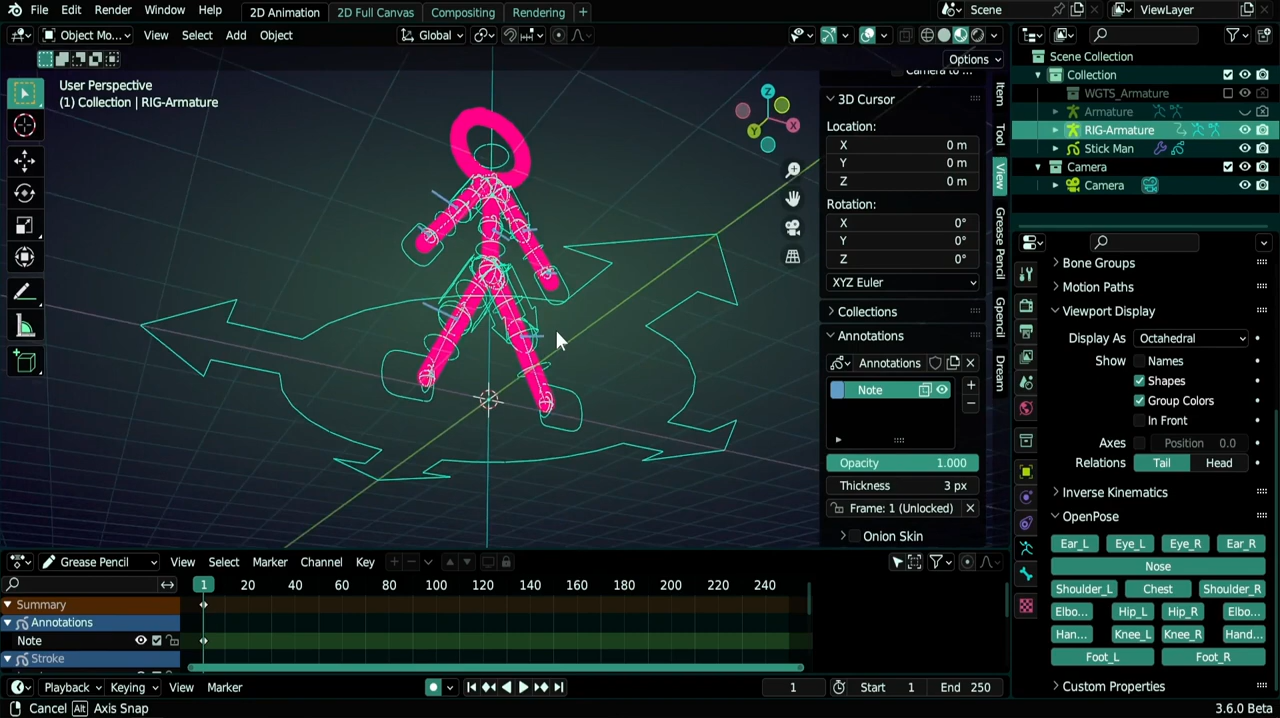 File Edit Render Window Help 2D Animation 2D Full Canvas Compositing Rendering + Scene ViewLayer
Object Mo... View Select Add Object Global
Options
User Perspective
(1) Collection | RIG-Armature
Z
X
Y
Camera to ...
3D Cursor
Location:
X 0 m
Y 0 m
Z 0 m
Rotation:
X 0°
Y 0°
Z 0°
XYZ Euler
Collections
Annotations
Annotations
Note
Opacity 1.000
Thickness 3 px
Frame: 1 (Unlocked)
Onion Skin
Item
Tool
View
Grease Pencil
Gpencil
Dream
Scene Collection
Collection
WGTS_Armature
Armature
RIG-Armature
Stick Man
Camera
Camera
Bone Groups
Motion Paths
Viewport Display
Display As Octahedral
Show Names
Shapes
Group Colors
In Front
Axes Position 0.0
Relations Tail Head
Inverse Kinematics
OpenPose
Ear_L Eye_L Eye_R Ear_R
Nose
Shoulder_L Chest Shoulder_R
Elbo... Hip_L Hip_R Elbo...
Han... Knee_L Knee_R Hand...
Foot_L Foot_R
Custom Properties
Grease Pencil View Select Marker Channel Key
1 20 40 60 80 100 120 140 160 180 200 220 240
Summary
Annotations
Note
Stroke
Playback Keying View Marker 1 Start 1 End 250
Cancel Alt Axis Snap 3.6.0 Beta